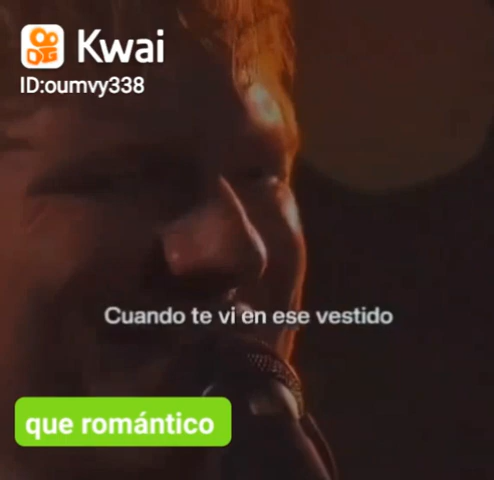 Kwai
ID:oumvy338
Cuando te vi en ese vestido
que romántico